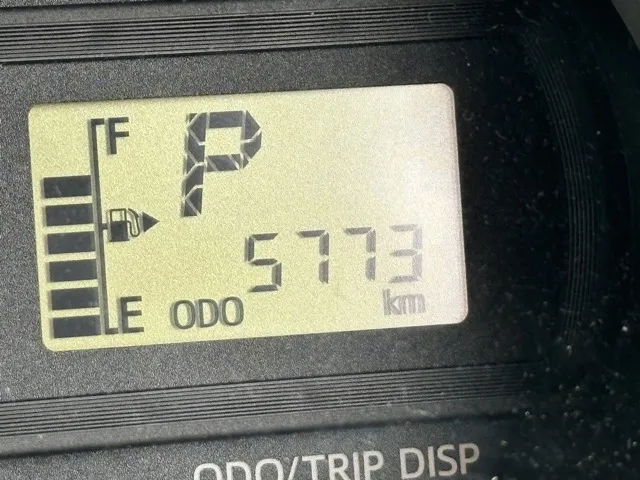 F
P
5773
E ODO km
ODO/TRIP DISP